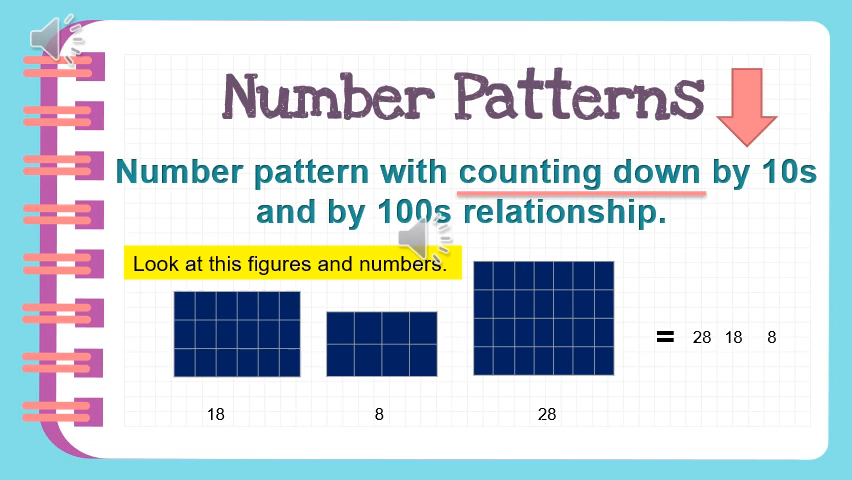 Number Patterns
Number pattern with counting down by 10s
and by 100s relationship.
Look at this figures and numbers.
= 28 18 8
18 8 28